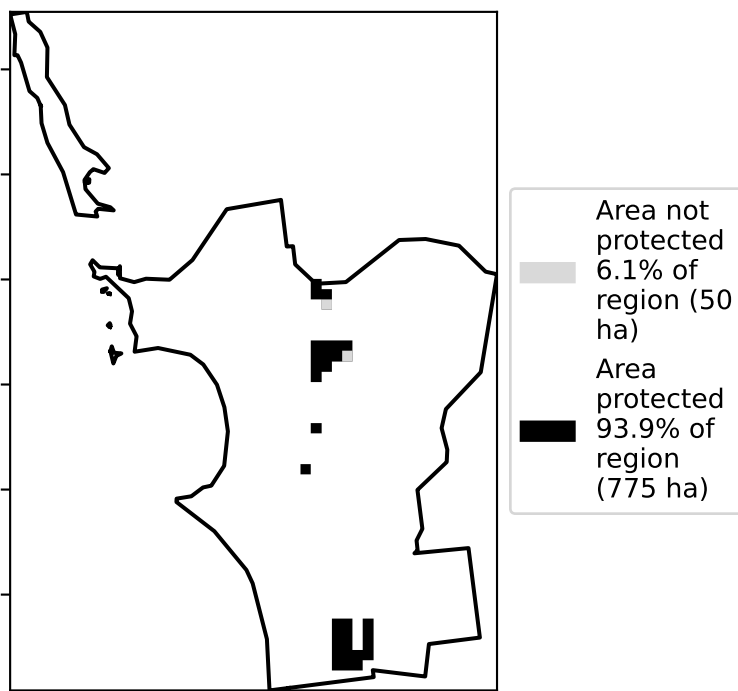 Area not
protected
6.1% of
region (50
ha)
Area
protected
93.9% of
region
(775 ha)